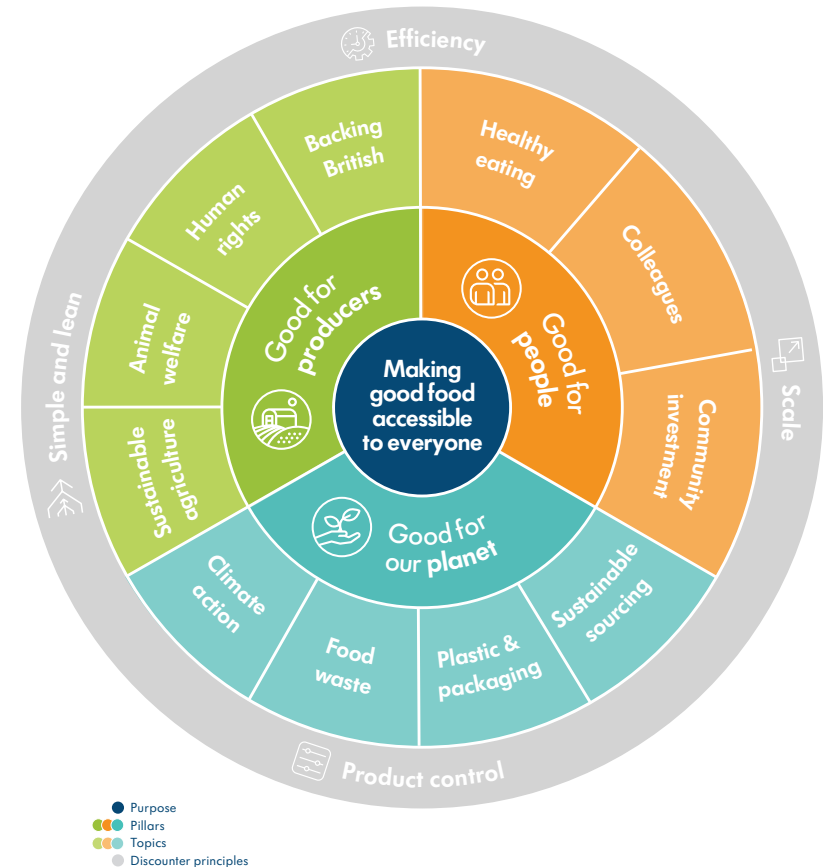 Efficiency
Backing
British
Healthy
eating
Human
rights
Colleagues
Good for
producers
Good for
people
Animal
welfare
Making
good food
accessible
to everyone
Simple and lean
Scale
Sustainable
agriculture
Community
investment
Good for
our planet
Climate
action
Sustainable
sourcing
Food
waste
Plastic &
packaging
Product control
Purpose
Pillars
Topics
Discounter principles